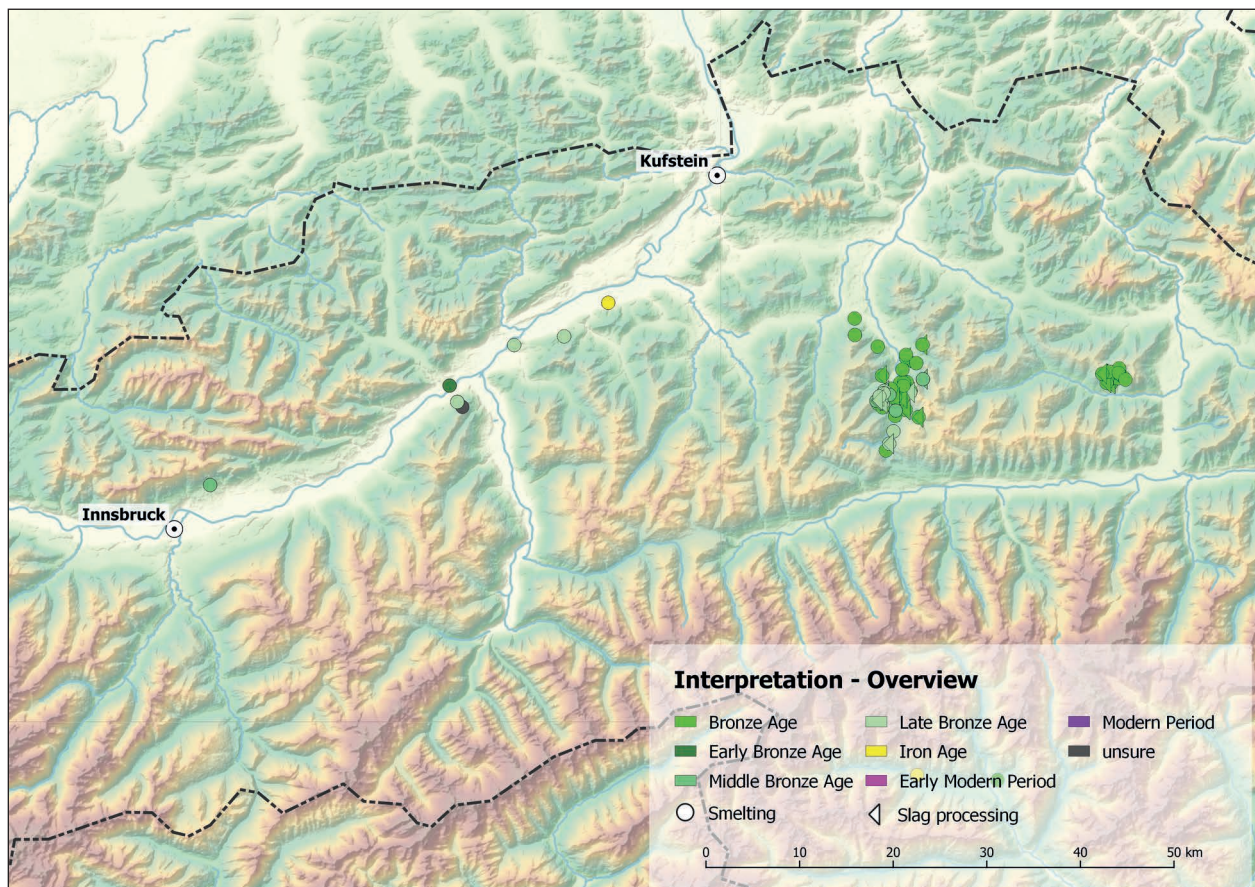 Kufstein
Innsbruck
Interpretation - Overview
Bronze Age
Late Bronze Age
Modern Period
Early Bronze Age
Iron Age
unsure
Middle Bronze Age
Early Modern Period
Smelting
Slag processing
0 10 20 30 40 50 km